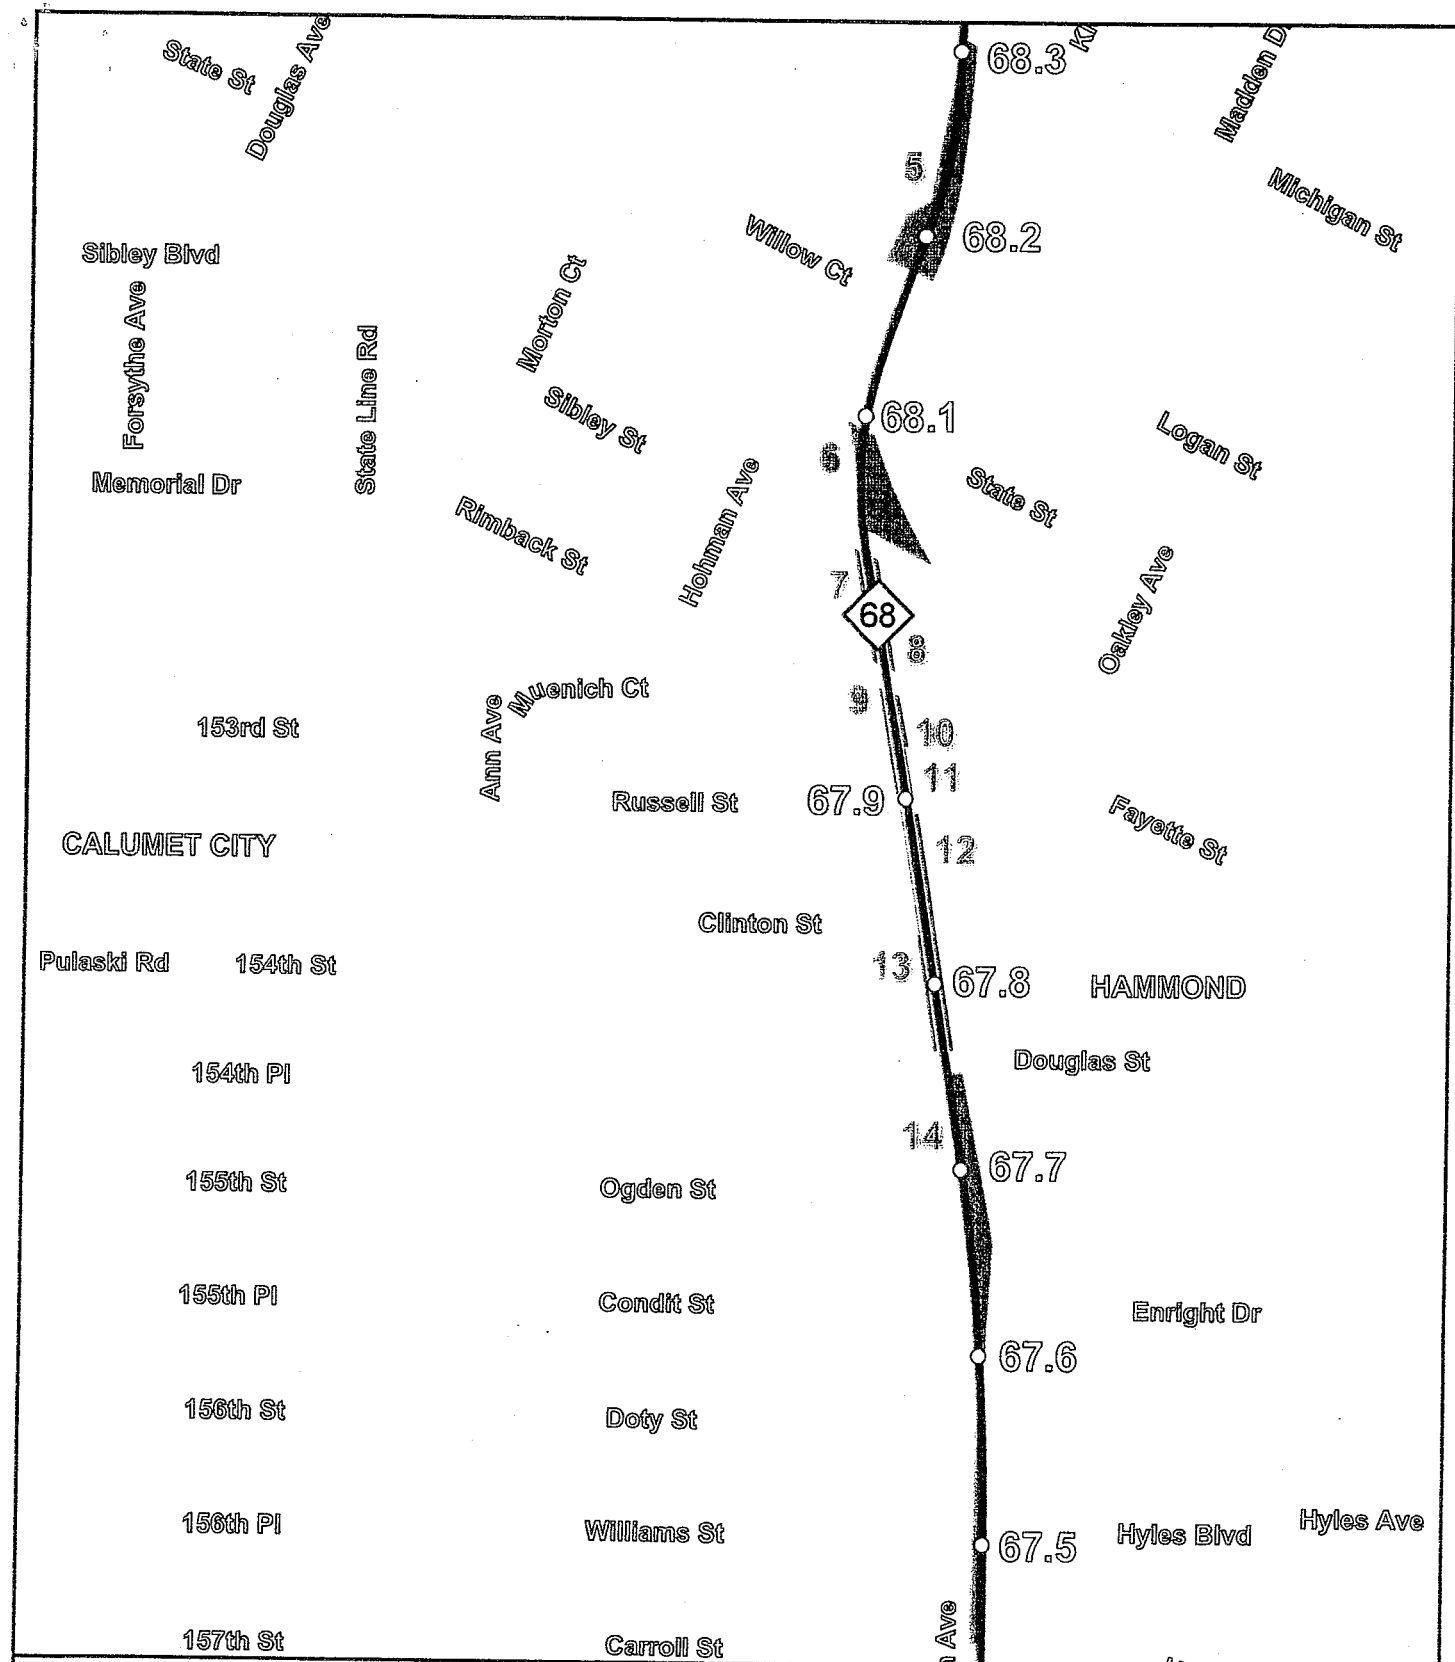 State St
Douglas Ave
68.3
Madden
5
Michigan St
Sibley Blvd
Willow Ct
68.2
Forsythe Ave
Morton Ct
State Line Rd
Sibley St
68.1
Logan St
6
Memorial Dr
State St
Rimback St
Hohman Ave
7
68
Oakley Ave
8
Muenich Ct
9
153rd St
Ann Ave
10
11
Russell St
67.9
Fayette St
CALUMET CITY
12
Clinton St
Pulaski Rd
154th St
13
67.8
HAMMOND
154th Pl
Douglas St
14
155th St
Ogden St
67.7
155th Pl
Condit St
Enright Dr
67.6
156th St
Doty St
156th Pl
Williams St
67.5
Hyles Blvd
Hyles Ave
157th St
Carroll St
Ave